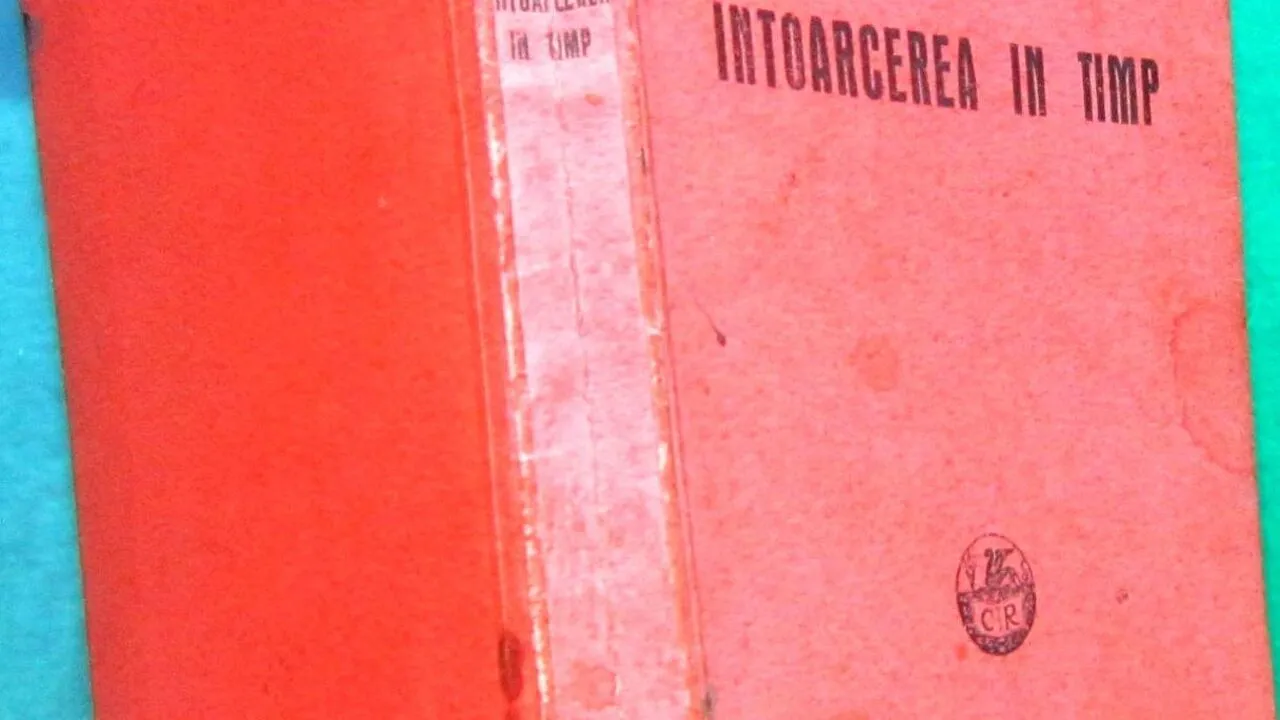 IN TIMP
INTOARCEREA IN TIMP
CR